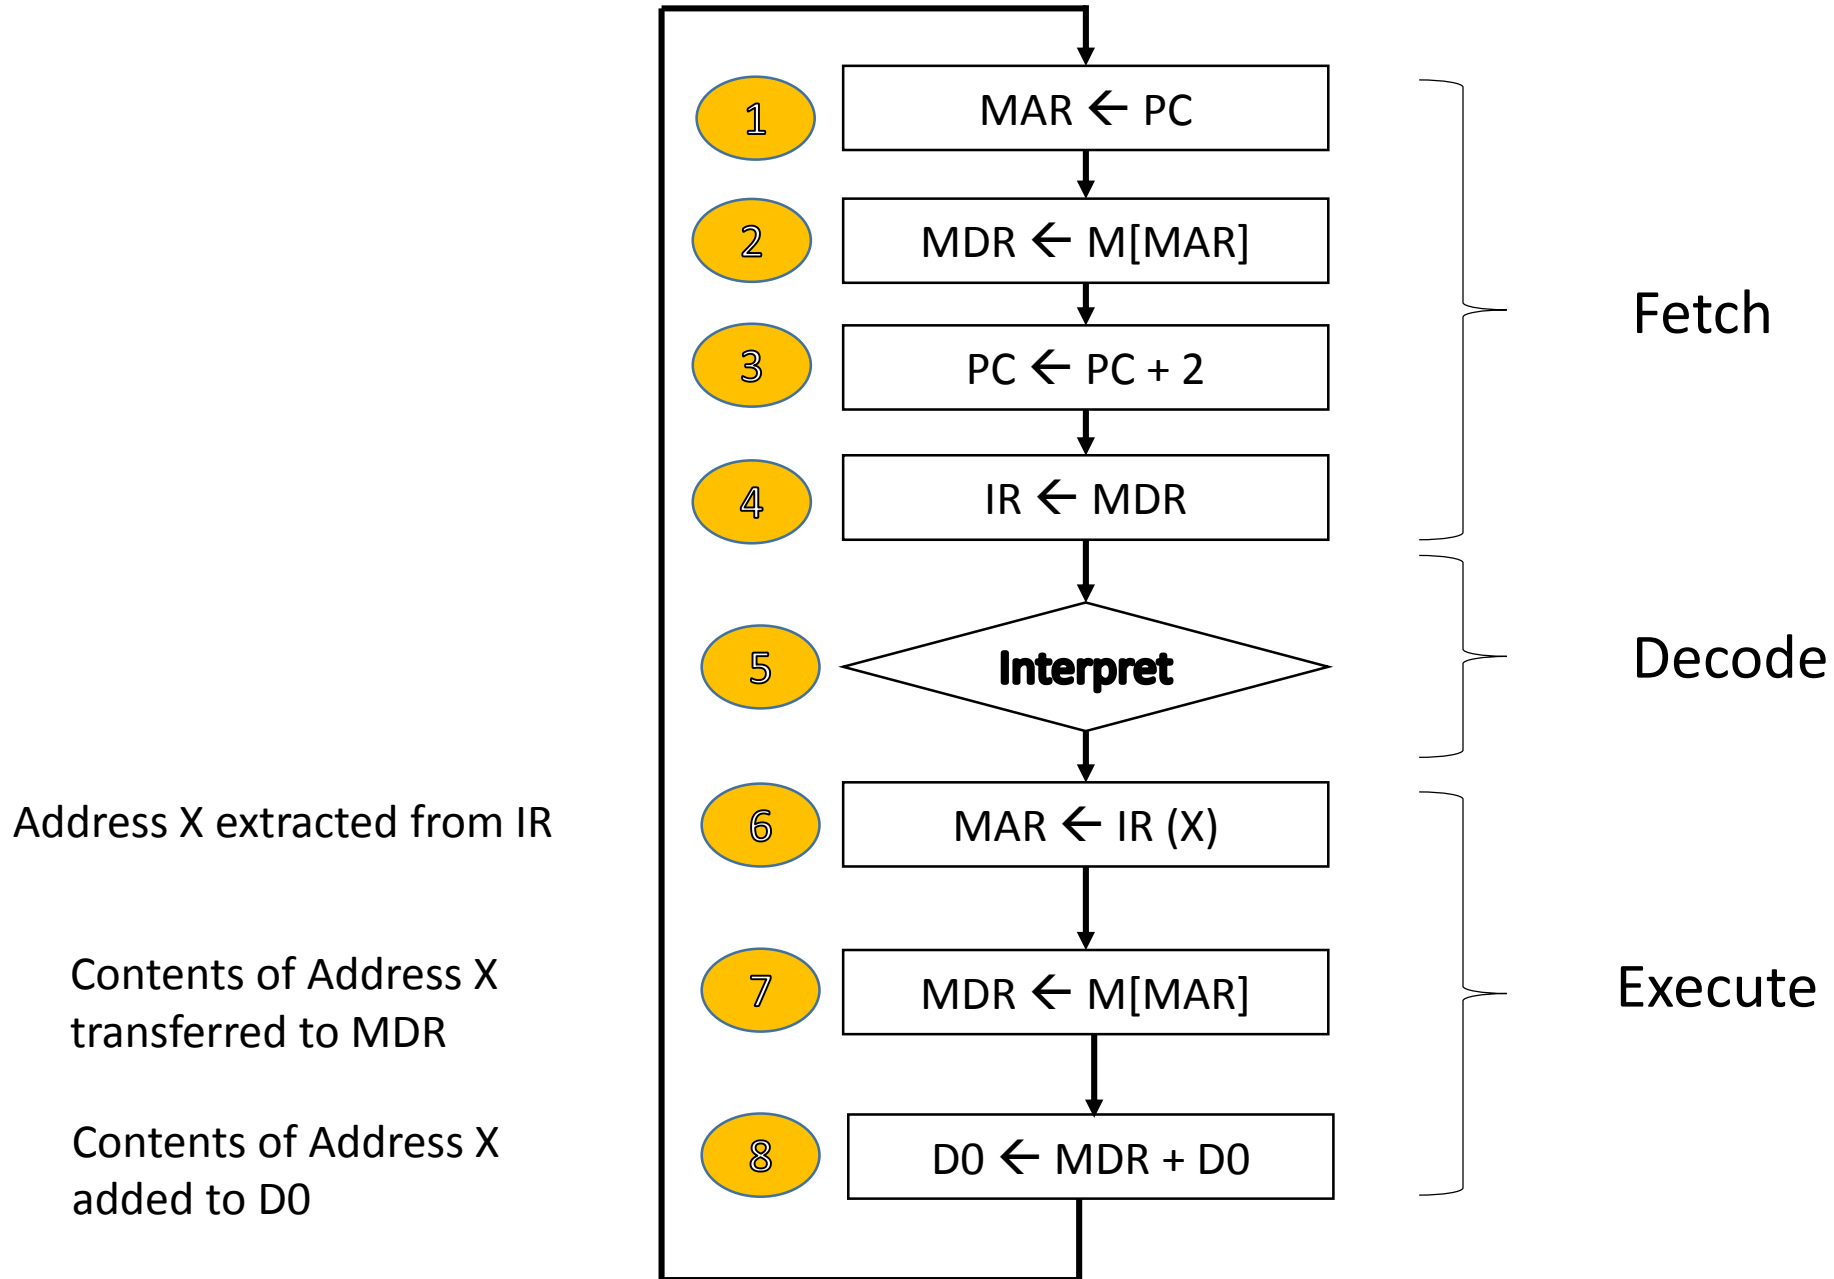 1
MAR ← PC
2
MDR ← M[MAR]
3
PC ← PC + 2
4
IR ← MDR
Fetch
5
Interpret
Decode
Address X extracted from IR
6
MAR ← IR (X)
Contents of Address X
transferred to MDR
7
MDR ← M[MAR]
Execute
Contents of Address X
added to D0
8
D0 ← MDR + D0